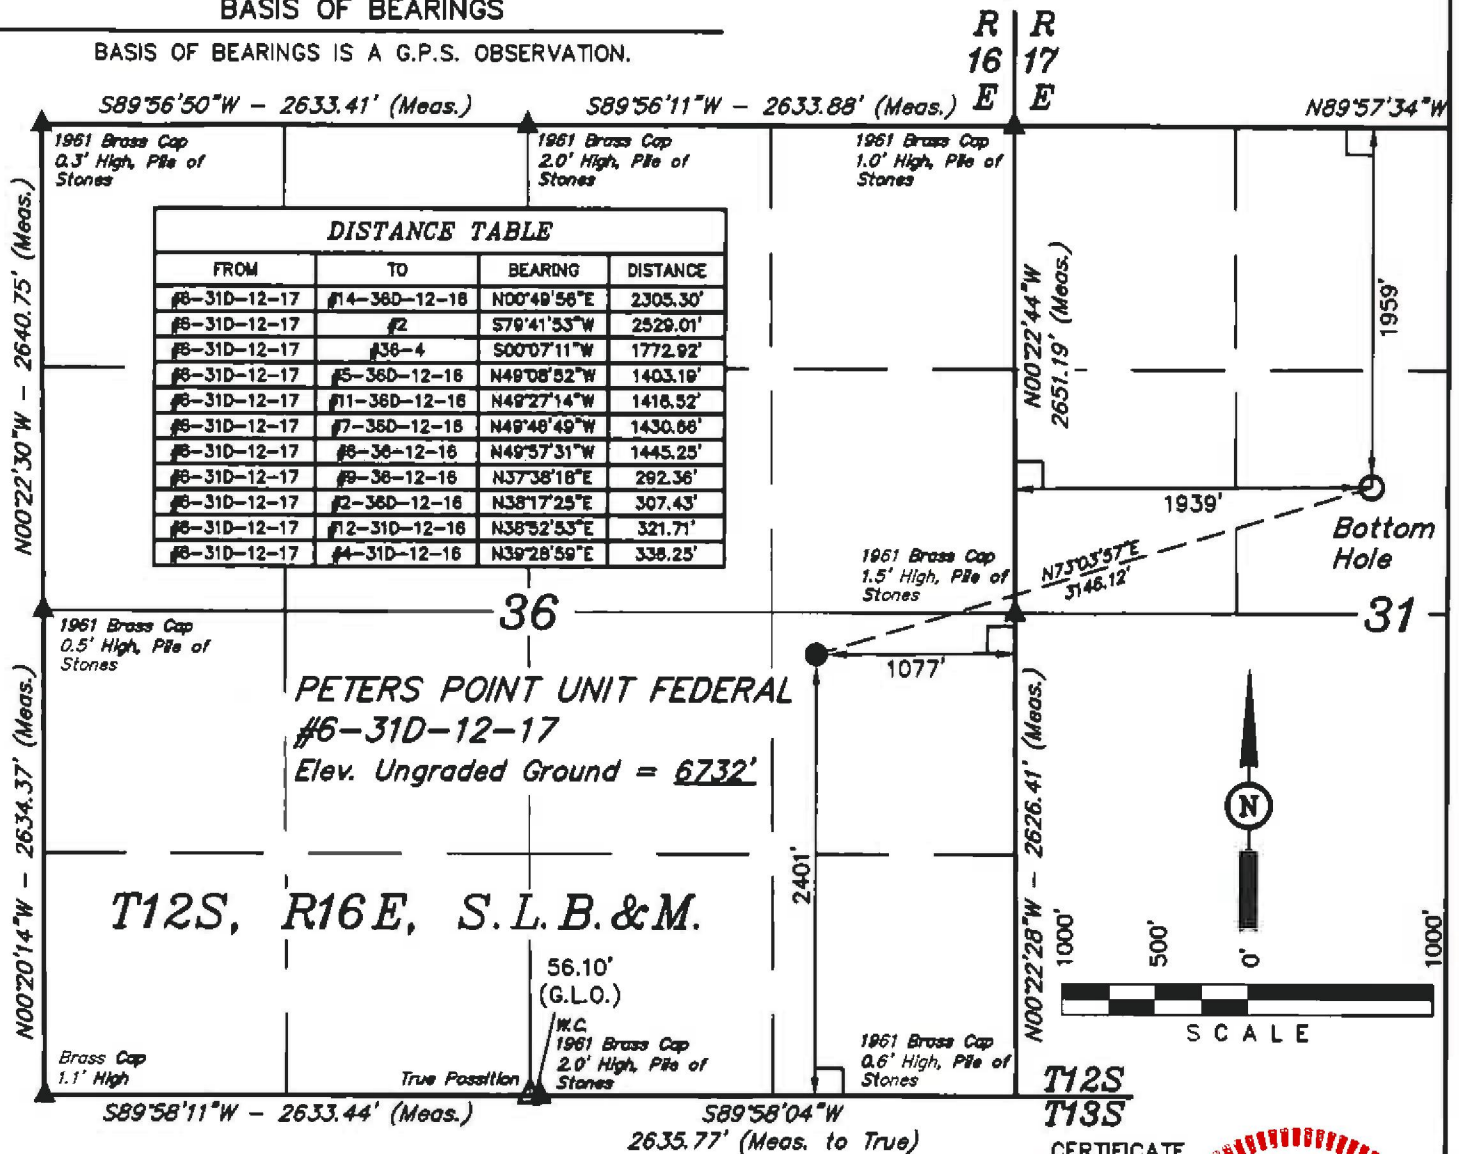 BASIS OF BEARINGS
BASIS OF BEARINGS IS A G.P.S. OBSERVATION.
R R
16 17
E E
S89°56'50"W - 2633.41' (Meas.)
S89°56'11"W - 2633.88' (Meas.)
N89°57'34"W
1961 Brass Cap
0.3' High, Pile of
Stones
1961 Brass Cap
2.0' High, Pile of
Stones
1961 Brass Cap
1.0' High, Pile of
Stones
N00°22'30"W - 2640.75' (Meas.)
DISTANCE TABLE
FROM TO BEARING DISTANCE
#6-31D-12-17 #14-36D-12-16 N00°49'56"E 2305.30'
#6-31D-12-17 #2 S79°41'53"W 2529.01'
#6-31D-12-17 #36-4 S00°07'11"W 1772.92'
#6-31D-12-17 #5-36D-12-16 N49°08'52"W 1403.19'
#6-31D-12-17 #11-36D-12-16 N49°27'14"W 1416.52'
#6-31D-12-17 #7-36D-12-16 N49°46'49"W 1430.66'
#6-31D-12-17 #6-36-12-16 N49°57'31"W 1445.25'
#6-31D-12-17 #9-36-12-16 N37°38'18"E 292.36'
#6-31D-12-17 #2-36D-12-16 N38°17'25"E 307.43'
#6-31D-12-17 #12-31D-12-16 N38°52'53"E 321.71'
#6-31D-12-17 #4-31D-12-16 N39°28'59"E 336.25'
N00°22'44"W
2651.19' (Meas.)
1959'
1939'
Bottom
Hole
N73°03'57"E
3146.12'
1961 Brass Cap
1.5' High, Pile of
Stones
36
31
1961 Brass Cap
0.5' High, Pile of
Stones
1077'
PETERS POINT UNIT FEDERAL
#6-31D-12-17
Elev. Ungraded Ground = 6732'
N00°20'14"W - 2634.37' (Meas.)
2401'
N00°22'28"W - 2626.41' (Meas.)
N
T12S, R16E, S.L.B.&M.
56.10'
(G.L.O.)
W.C.
1961 Brass Cap
2.0' High, Pile of
Stones
1961 Brass Cap
0.6' High, Pile of
Stones
Brass Cap
1.1' High
True Possition
1000' 500' 0' 1000'
SCALE
S89°58'11"W - 2633.44' (Meas.)
S89°58'04"W
2635.77' (Meas. to True)
T12S
T13S
CERTIFICATE